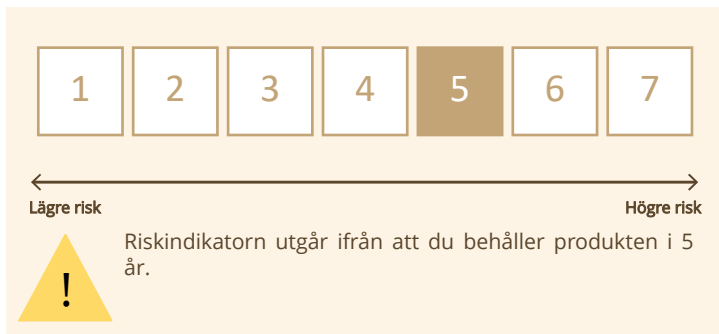 1 2 3 4 5 6 7
Lägre risk Högre risk
Riskindikatorn utgår ifrån att du behåller produkten i 5
år.
!